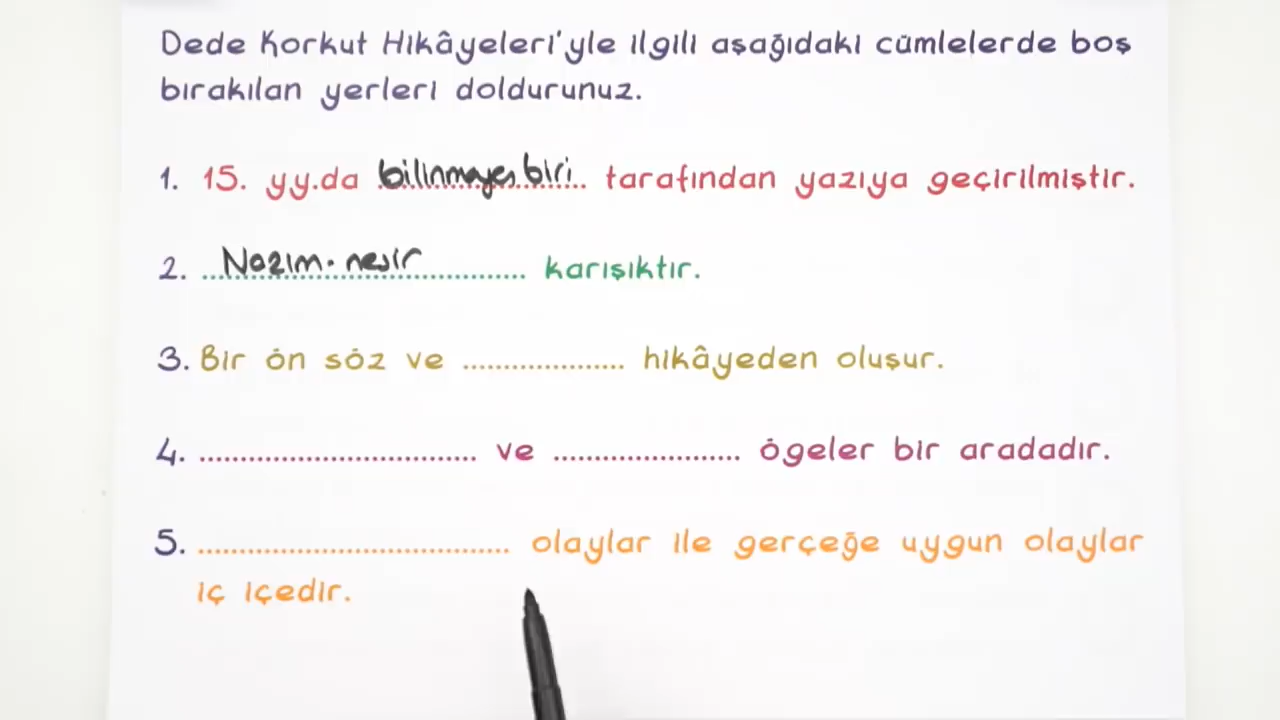 Dede Korkut Hikâyeleri'yle ilgili aşağıdaki cümlelerde boş
bırakılan yerleri doldurunuz.
1. 15. yy.da bilinmayen biri tarafından yazıya geçirilmiştir.
2. Nazım. nesir karışıktır.
3. Bir ön söz ve .................... hikâyeden oluşur.
4. .................................. ve ....................... ögeler bir aradadır.
5. ...................................... olaylar ile gerçeğe uygun olaylar
iç içedir.